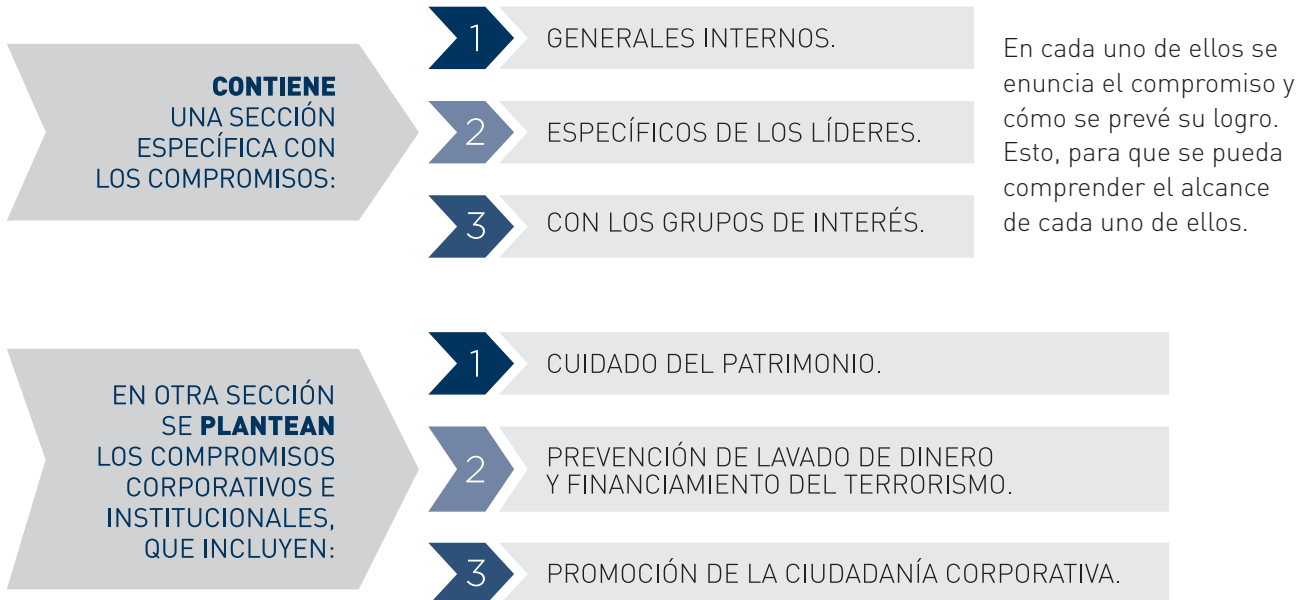 CONTIENE
UNA SECCIÓN
ESPECÍFICA CON
LOS COMPROMISOS:
1 GENERALES INTERNOS.
2 ESPECÍFICOS DE LOS LÍDERES.
3 CON LOS GRUPOS DE INTERÉS.
En cada uno de ellos se
enuncia el compromiso y
cómo se prevé su logro.
Esto, para que se pueda
comprender el alcance
de cada uno de ellos.
EN OTRA SECCIÓN
SE PLANTEAN
LOS COMPROMISOS
CORPORATIVOS E
INSTITUCIONALES,
QUE INCLUYEN:
1 CUIDADO DEL PATRIMONIO.
2 PREVENCIÓN DE LAVADO DE DINERO
Y FINANCIAMIENTO DEL TERRORISMO.
3 PROMOCIÓN DE LA CIUDADANÍA CORPORATIVA.